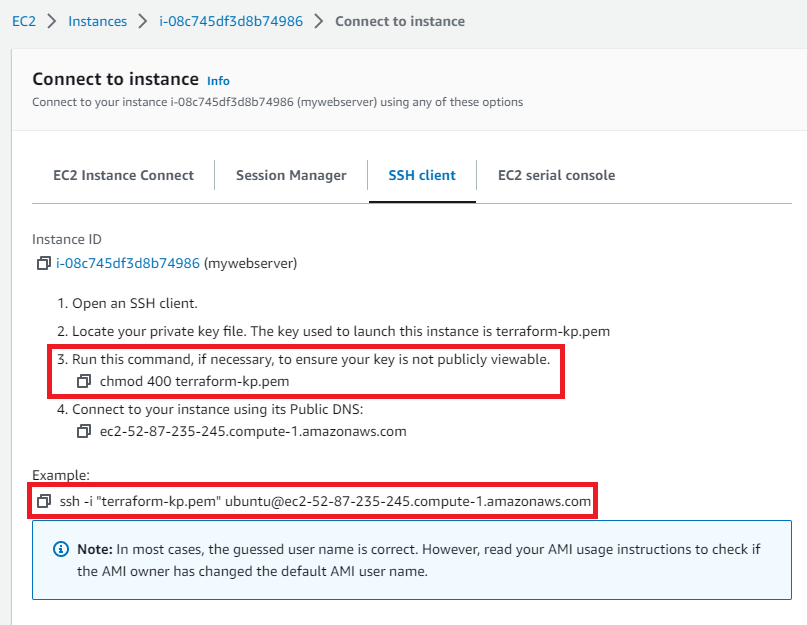 EC2 > Instances > i-08c745df3d8b74986 > Connect to instance
Connect to instance Info
Connect to your instance i-08c745df3d8b74986 (mywebserver) using any of these options
EC2 Instance Connect Session Manager SSH client EC2 serial console
Instance ID
i-08c745df3d8b74986 (mywebserver)
1. Open an SSH client.
2. Locate your private key file. The key used to launch this instance is terraform-kp.pem
3. Run this command, if necessary, to ensure your key is not publicly viewable.
chmod 400 terraform-kp.pem
4. Connect to your instance using its Public DNS:
ec2-52-87-235-245.compute-1.amazonaws.com
Example:
ssh -i "terraform-kp.pem" ubuntu@ec2-52-87-235-245.compute-1.amazonaws.com
Note: In most cases, the guessed user name is correct. However, read your AMI usage instructions to check if
the AMI owner has changed the default AMI user name.